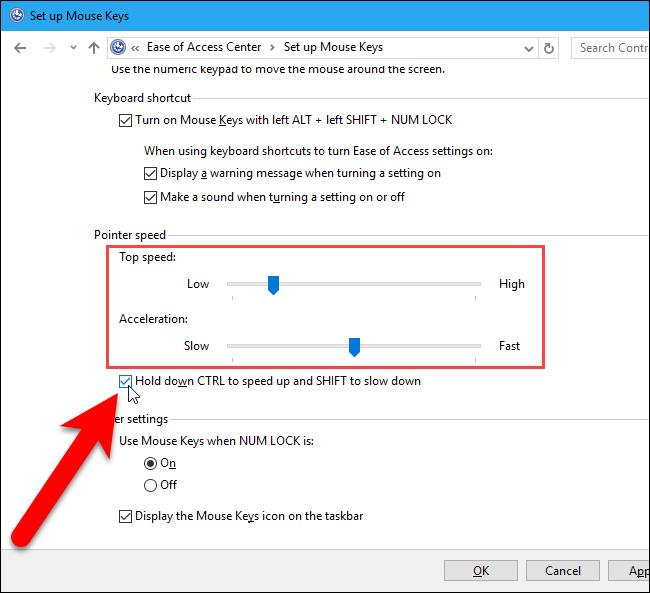 Set up Mouse Keys
« Ease of Access Center > Set up Mouse Keys
Search Contr
Use the numeric keypad to move the mouse around the screen.
Keyboard shortcut
Turn on Mouse Keys with left ALT + left SHIFT + NUM LOCK
When using keyboard shortcuts to turn Ease of Access settings on:
Display a warning message when turning a setting on
Make a sound when turning a setting on or off
Pointer speed
Top speed:
Low High
Acceleration:
Slow Fast
Hold down CTRL to speed up and SHIFT to slow down
er settings
Use Mouse Keys when NUM LOCK is:
On
Off
Display the Mouse Keys icon on the taskbar
OK Cancel App